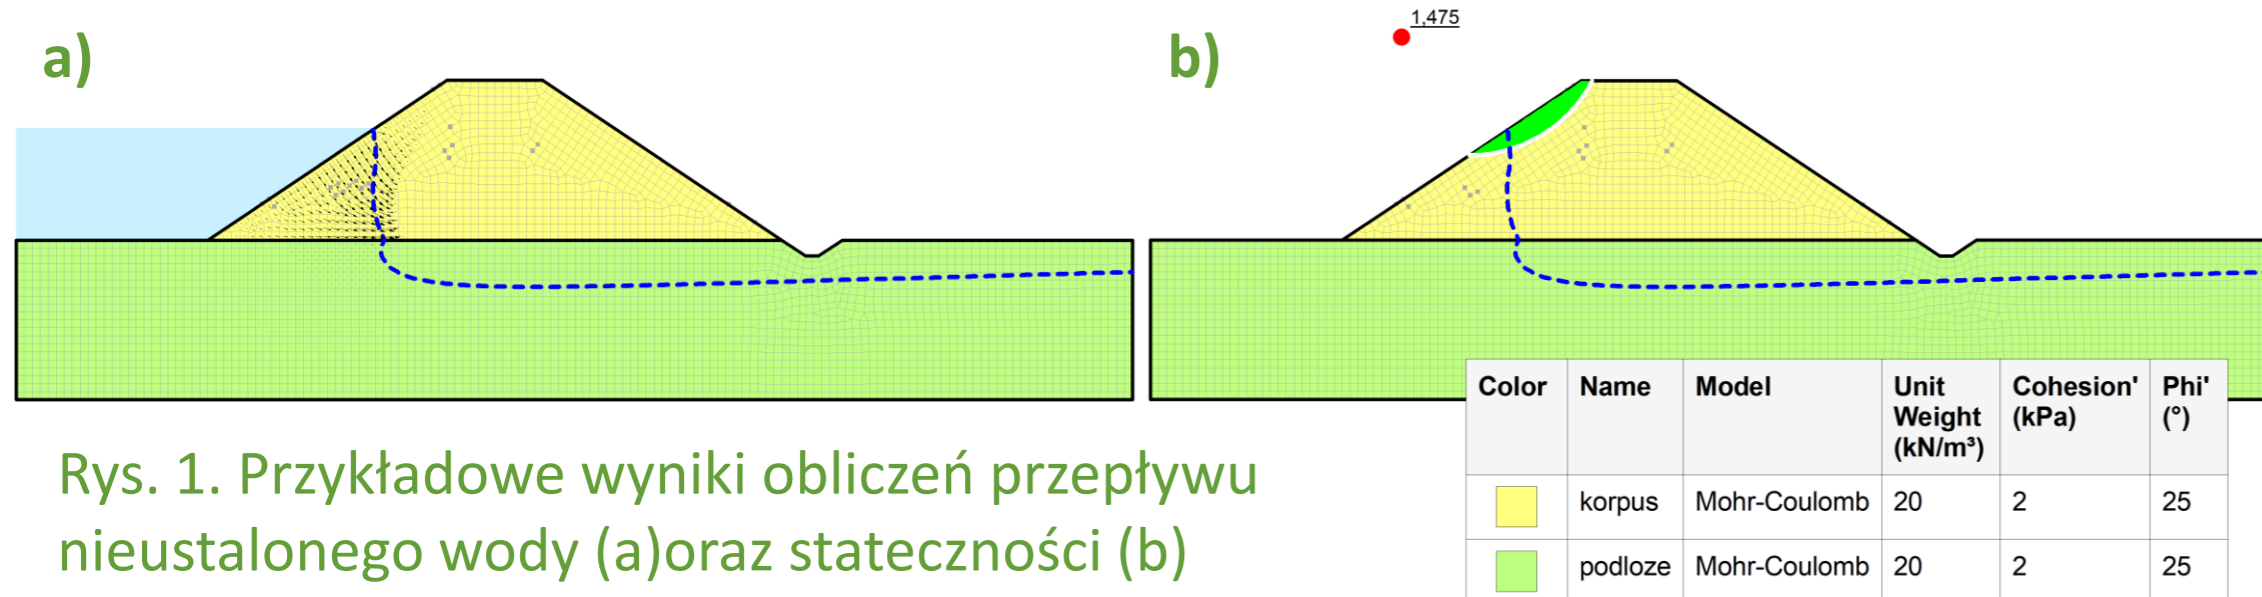 a)
b)
1,475
Color Name Model Unit Weight (kN/m³) Cohesion' (kPa) Phi' (°)
korpus Mohr-Coulomb 20 2 25
podloze Mohr-Coulomb 20 2 25
Rys. 1. Przykładowe wyniki obliczeń przepływu
nieustalonego wody (a)oraz stateczności (b)